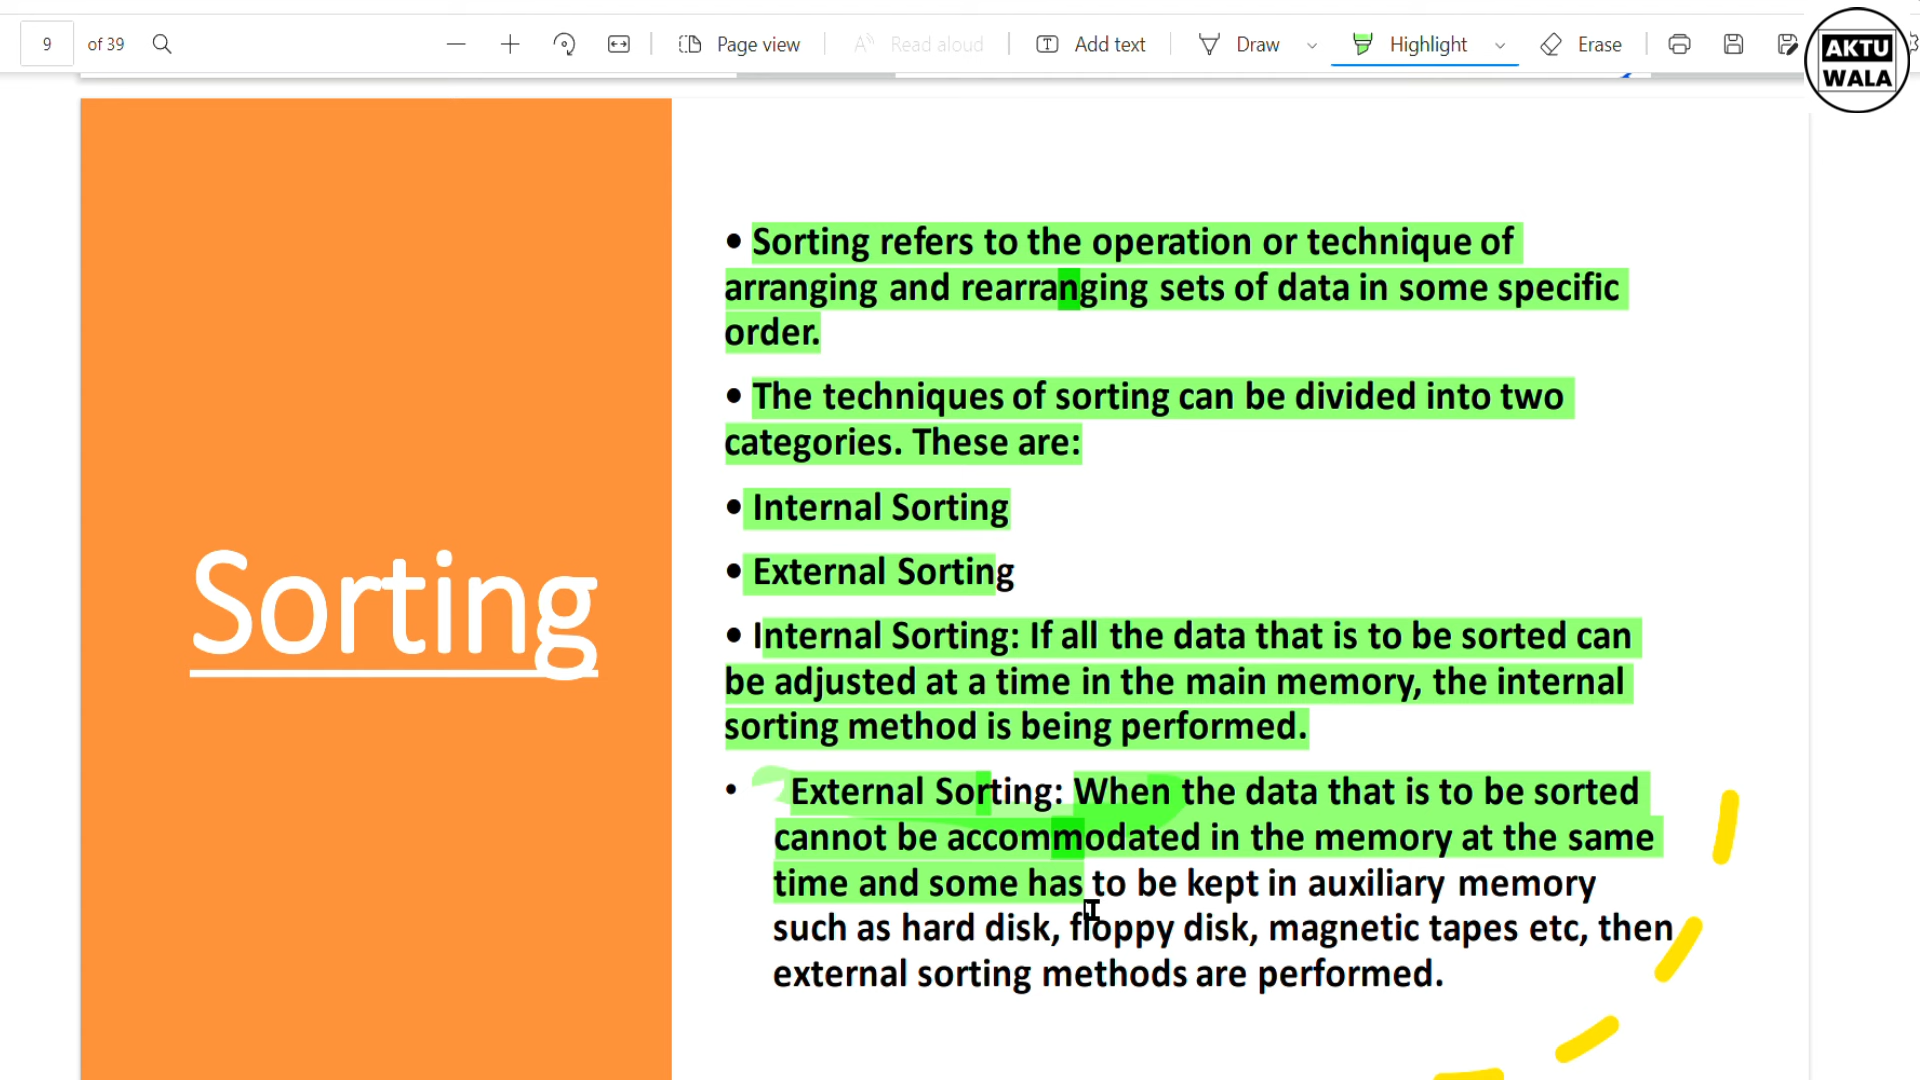 9 of 39 Page view Read aloud Add text Draw Highlight Erase
AKTU
WALA
• Sorting refers to the operation or technique of
arranging and rearranging sets of data in some specific
order.
• The techniques of sorting can be divided into two
categories. These are:
• Internal Sorting
• External Sorting
Sorting
• Internal Sorting: If all the data that is to be sorted can
be adjusted at a time in the main memory, the internal
sorting method is being performed.
• External Sorting: When the data that is to be sorted
cannot be accommodated in the memory at the same
time and some has to be kept in auxiliary memory
such as hard disk, floppy disk, magnetic tapes etc, then
external sorting methods are performed.